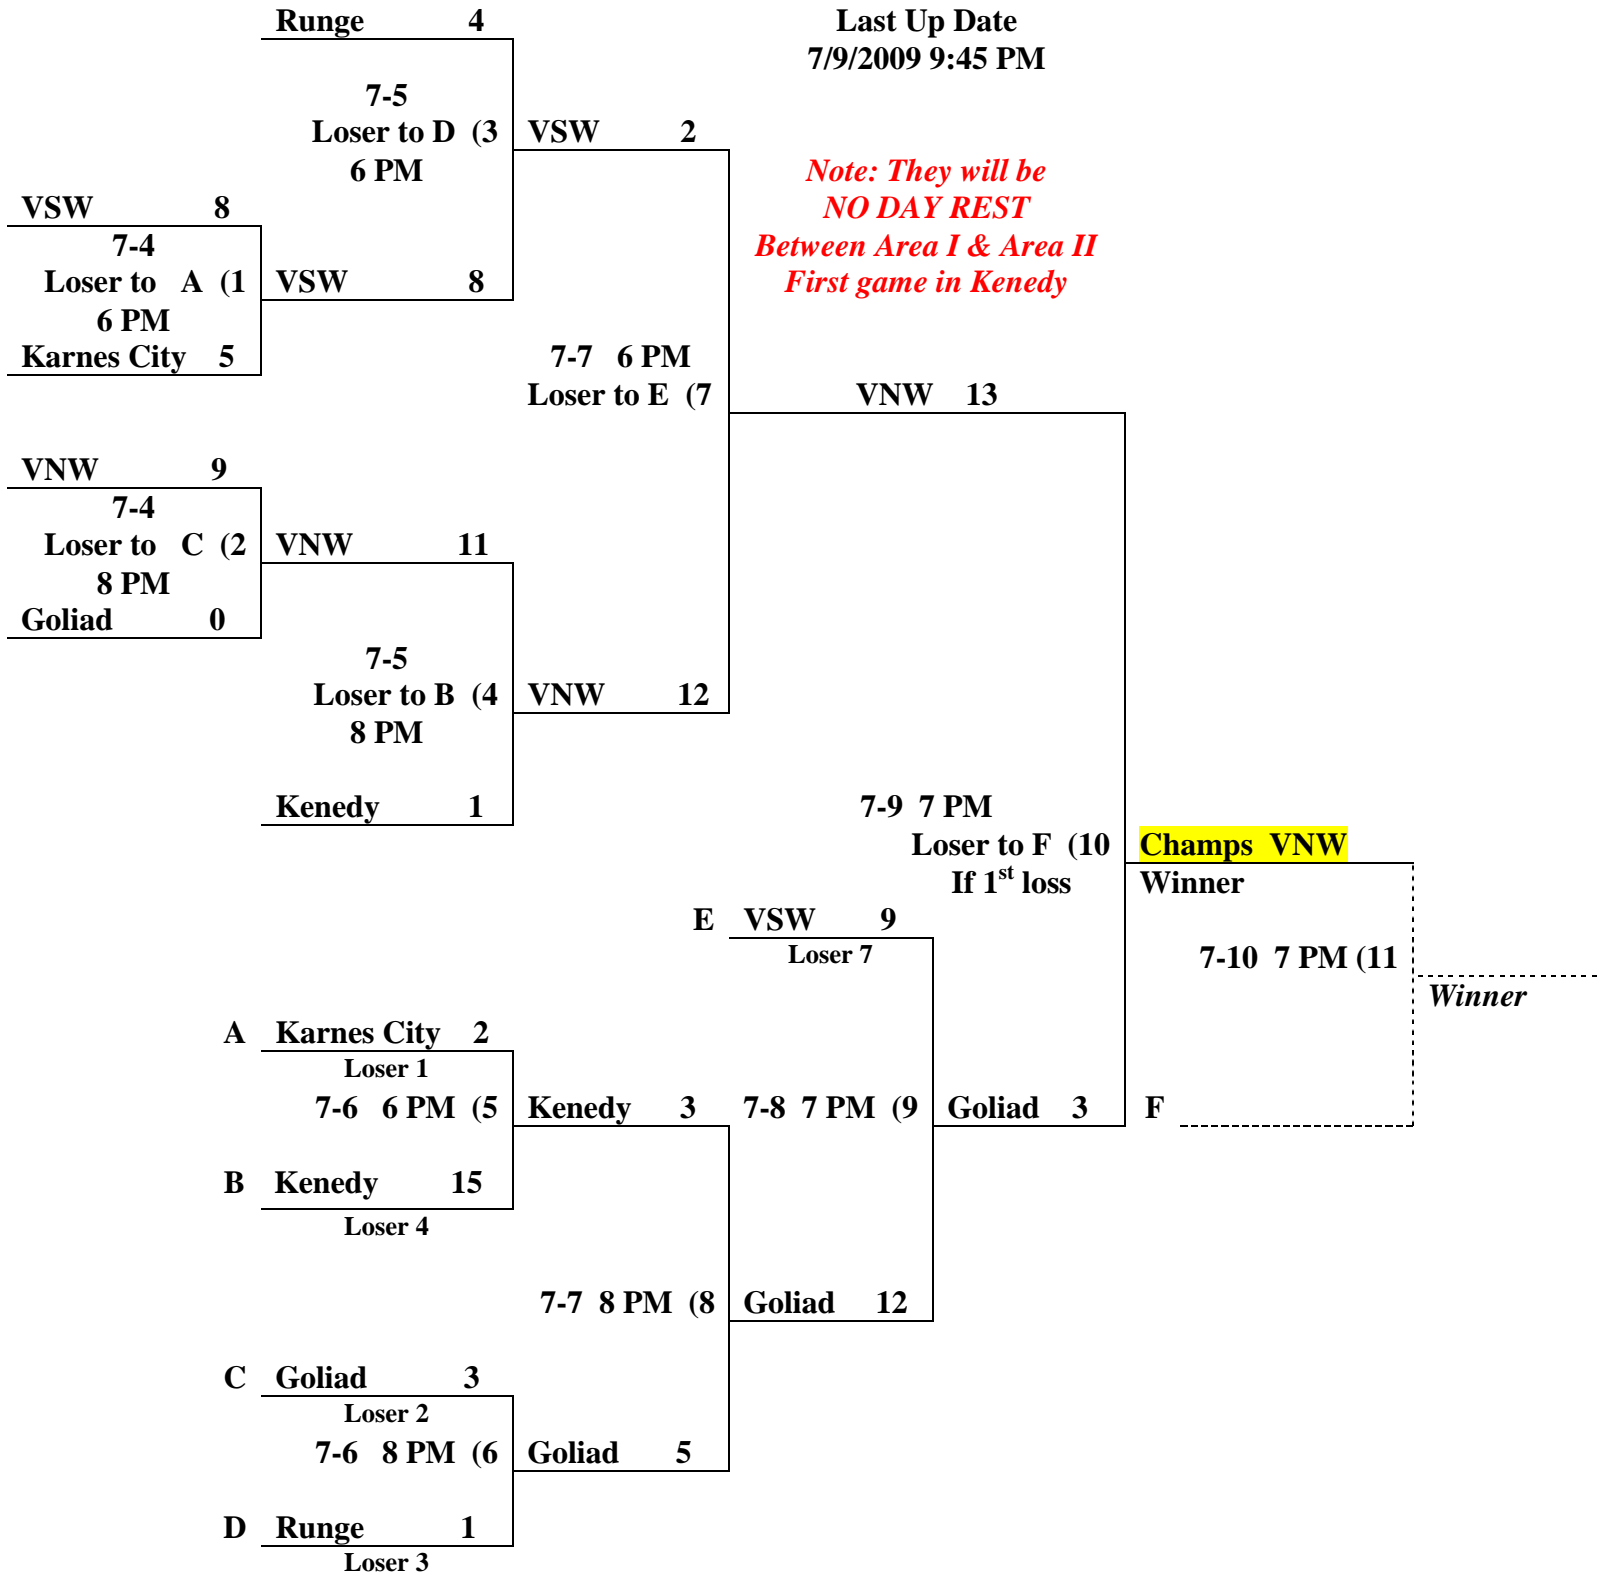 Runge 4
Last Up Date
7/9/2009 9:45 PM
7-5
Loser to D (3
6 PM
VSW 2
Note: They will be
NO DAY REST
Between Area I & Area II
First game in Kenedy
VSW 8
7-4
Loser to A (1
6 PM
Karnes City 5
VSW 8
7-7 6 PM
Loser to E (7
VNW 13
VNW 9
7-4
Loser to C (2
8 PM
Goliad 0
VNW 11
7-5
Loser to B (4
8 PM
VNW 12
Kenedy 1
7-9 7 PM
Loser to F (10
If 1st loss
Champs VNW
Winner
E VSW 9
Loser 7
7-10 7 PM (11
Winner
A Karnes City 2
Loser 1
7-6 6 PM (5
Kenedy 3
7-8 7 PM (9
Goliad 3
F
B Kenedy 15
Loser 4
7-7 8 PM (8
Goliad 12
C Goliad 3
Loser 2
7-6 8 PM (6
Goliad 5
D Runge 1
Loser 3